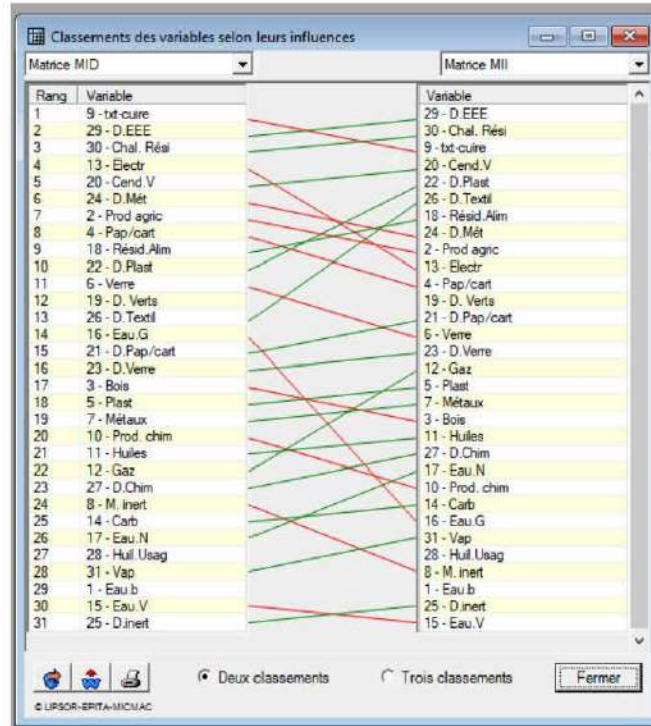 Classements des variables selon leurs influences
Matrice MID Matrice MII
Rang Variable Variable
1 9 - txt-cuire 29 - D.EEE
2 29 - D.EEE 30 - Chal. Rési
3 30 - Chal. Rési 9 - txt-cuire
4 13 - Electr 20 - Cend.V
5 20 - Cend.V 22 - D.Plast
6 24 - D.Mét 26 - D.Textil
7 2 - Prod agric 18 - Résid.Alim
8 4 - Pap/cart 24 - D.Mét
9 18 - Résid.Alim 2 - Prod agric
10 22 - D.Plast 13 - Electr
11 6 - Verre 4 - Pap/cart
12 19 - D. Verts 19 - D. Verts
13 26 - D.Textil 21 - D.Pap/cart
14 16 - Eau.G 6 - Verre
15 21 - D.Pap/cart 23 - D.Verre
16 23 - D.Verre 12 - Gaz
17 3 - Bois 5 - Plast
18 5 - Plast 7 - Métaux
19 7 - Métaux 3 - Bois
20 10 - Prod. chim 11 - Huiles
21 11 - Huiles 27 - D.Chim
22 12 - Gaz 17 - Eau.N
23 27 - D.Chim 10 - Prod. chim
24 8 - M. inert 14 - Carb
25 14 - Carb 16 - Eau.G
26 17 - Eau.N 31 - Vap
27 28 - Huil.Usag 28 - Huil.Usag
28 31 - Vap 8 - M. inert
29 1 - Eau.b 1 - Eau.b
30 15 - Eau.V 25 - D.inert
31 25 - D.inert 15 - Eau.V
Deux classements Trois classements Fermer
© LIPSOR-EPITA-MICMAC